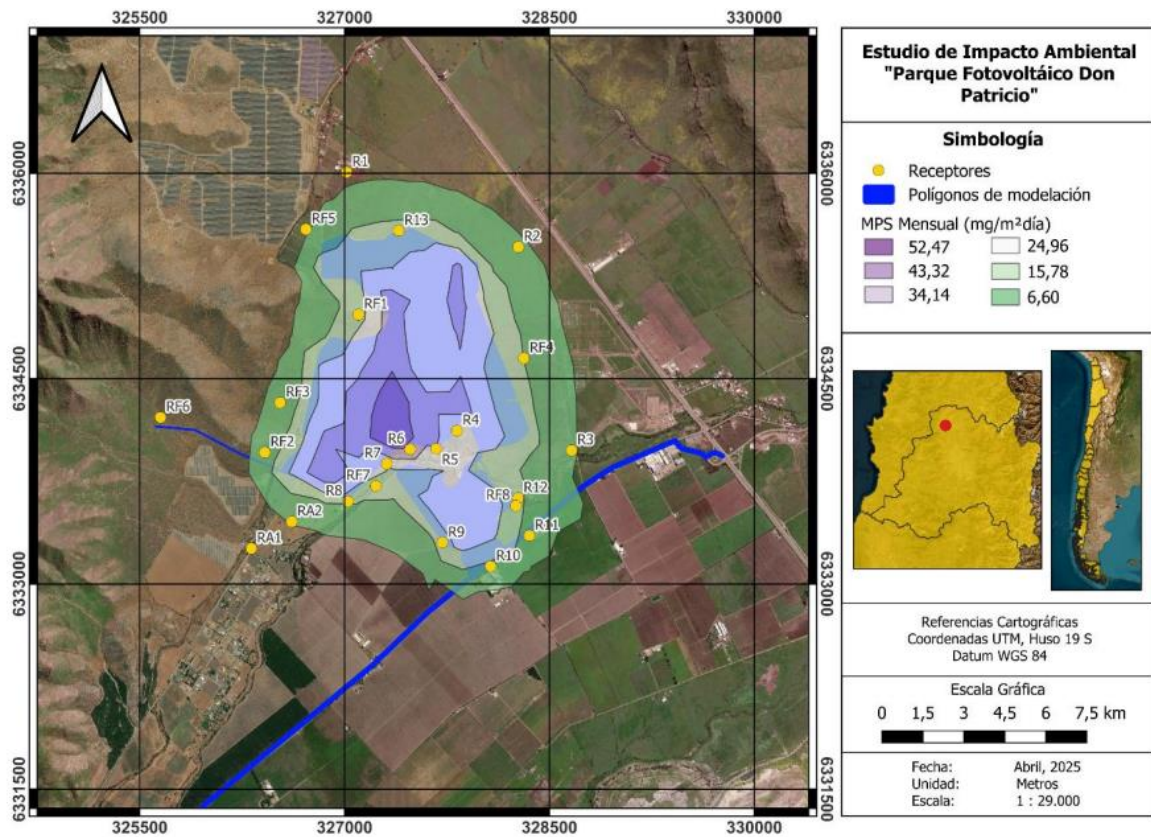 325500 327000 328500 330000
6336000
6334500
6333000
6331500
R1
RF5
R13
R2
RF1
RF4
RF3
RF6
R4
R6
R3
RF2
R5
R7
RF7
R8
RF8
R12
RA2
R11
RA1
R9
R10
6336000
6334500
6333000
6331500
325500 327000 328500 330000
Estudio de Impacto Ambiental
"Parque Fotovoltáico Don
Patricio"
Simbología
Receptores
Polígonos de modelación
MPS Mensual (mg/m²día)
52,47 24,96
43,32 15,78
34,14 6,60
Referencias Cartográficas
Coordenadas UTM, Huso 19 S
Datum WGS 84
Escala Gráfica
0 1,5 3 4,5 6 7,5 km
Fecha: Abril, 2025
Unidad: Metros
Escala: 1 : 29.000